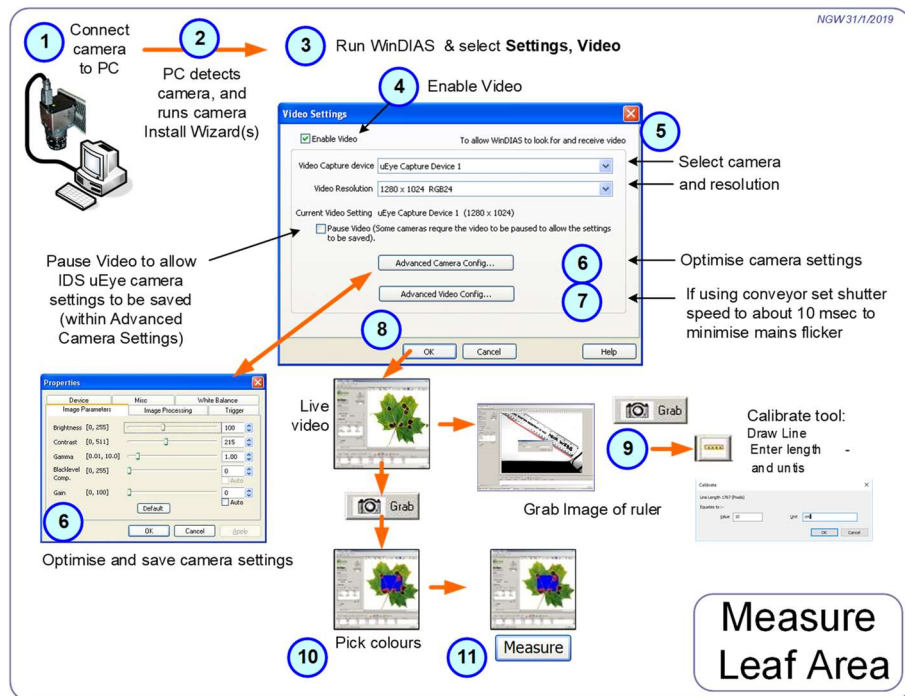 NGW 31/1/2019
1
Connect
camera
to PC
2
PC detects
camera, and
runs camera
Install Wizard(s)
3
Run WinDIAS & select Settings, Video
4
Enable Video
Video Settings
Enable Video
To allow WinDIAS to look for and receive video
Video Capture device
uEye Capture Device 1
Video Resolution
1280 x 1024 RGB24
Current Video Setting uEye Capture Device 1 (1280 x 1024)
Pause Video (Some cameras requre the video to be paused to allow the settings
to be saved).
Advanced Camera Config...
Advanced Video Config...
OK
Cancel
Help
5
Select camera
and resolution
6
Optimise camera settings
7
If using conveyor set shutter
speed to about 10 msec to
minimise mains flicker
Pause Video to allow
IDS uEye camera
settings to be saved
(within Advanced
Camera Settings)
8
Properties
Device
Misc
White Balance
Image Parameters
Image Processing
Trigger
Brightness [0, 255]
100
Contrast [0, 511]
215
Gamma [0.01, 10.0]
1.00
Blacklevel [0, 255]
Comp.
0
Auto
Gain [0, 100]
0
Auto
Default
OK
Cancel
Apply
6
Optimise and save camera settings
Live
video
Grab
Grab Image of ruler
Grab
9
Calibrate tool:
Draw Line
Enter length -
and untis
Calibrate
Line Length 1767 (Pixels)
Equates to :-
Value
10
Unit
OK
Cancel
10
Pick colours
11
Measure
Measure
Leaf Area